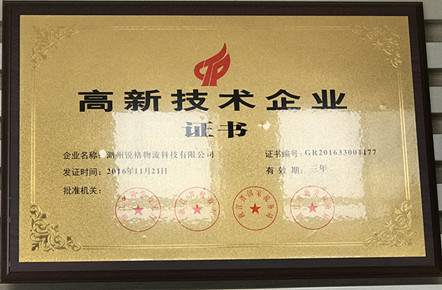 高新技术企业
证书
企业名称：湖州锐格物流科技有限公司 证书编号：GR201633001177
发证时间：2016年11月21日 有效期：三年
批准机关：